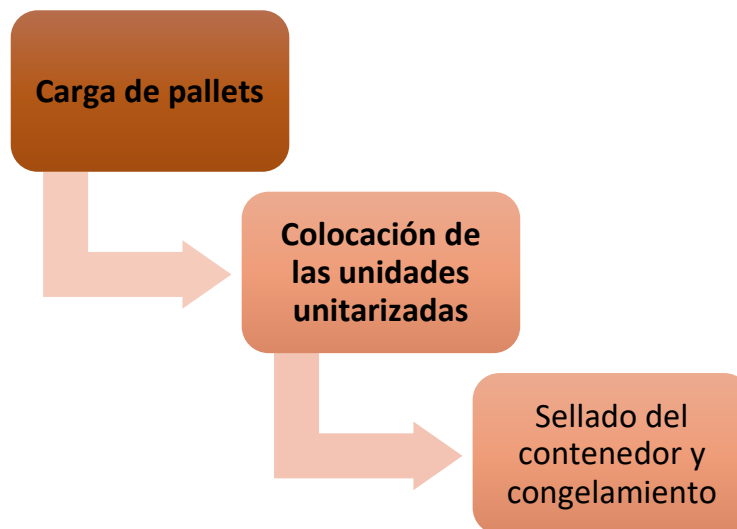 Carga de pallets
Colocación de
las unidades
unitarizadas
Sellado del
contenedor y
congelamiento